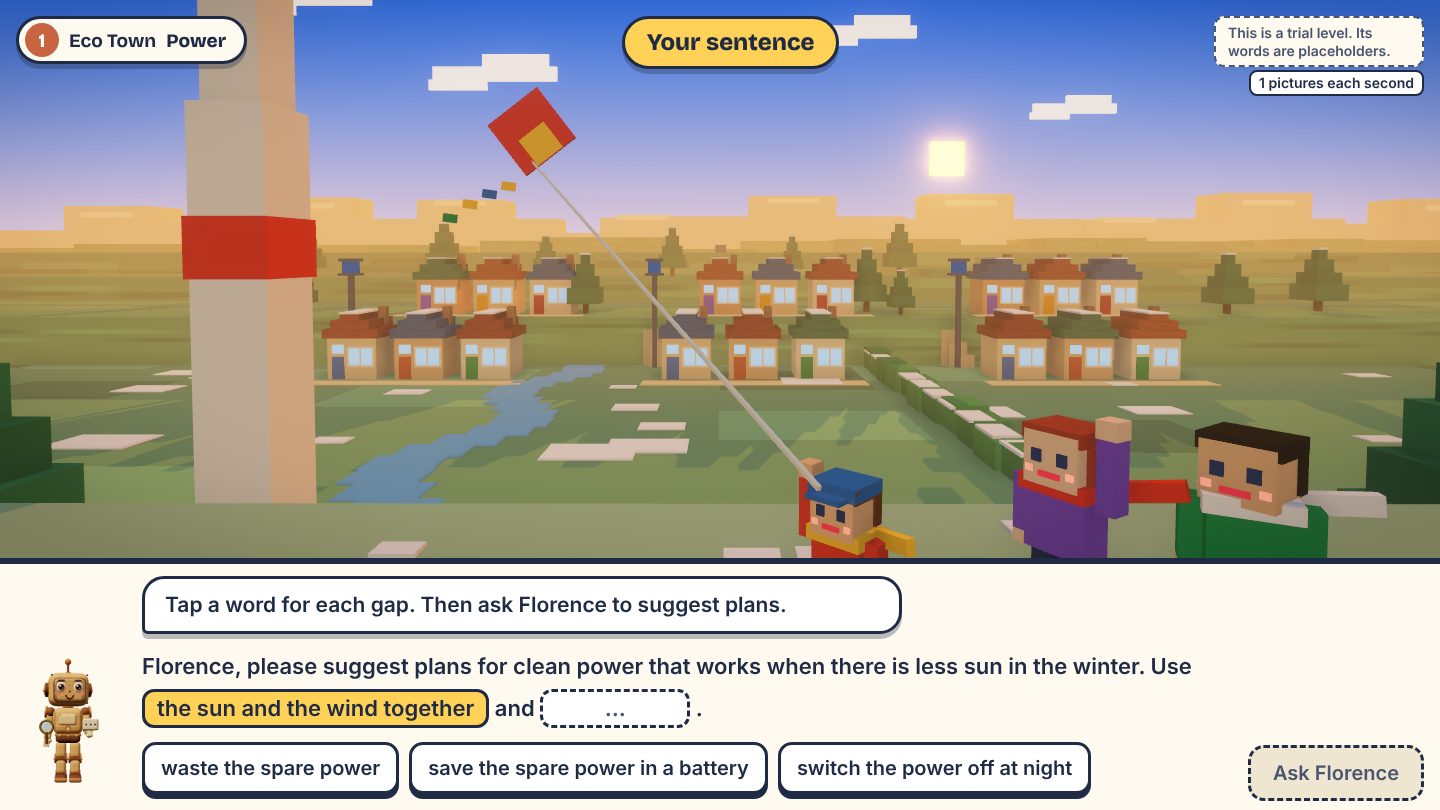 1 Eco Town Power
Your sentence
This is a trial level. Its
words are placeholders.
1 pictures each second
Tap a word for each gap. Then ask Florence to suggest plans.
Florence, please suggest plans for clean power that works when there is less sun in the winter. Use
the sun and the wind together and ... .
waste the spare power
save the spare power in a battery
switch the power off at night
Ask Florence